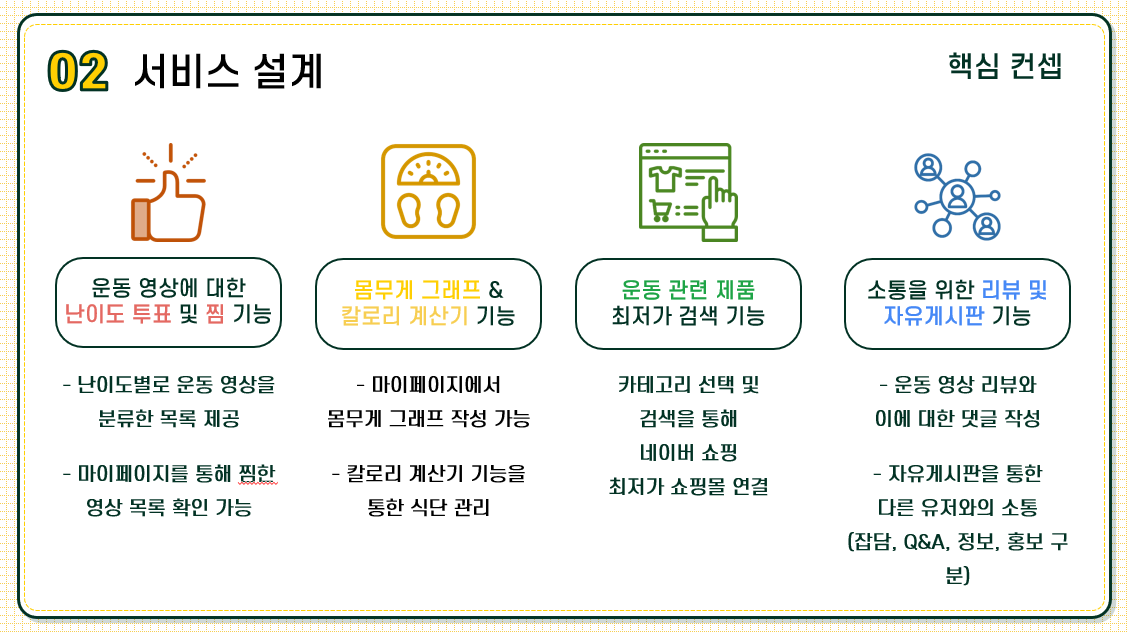 02 서비스 설계
핵심 컨셉
운동 영상에 대한
난이도 투표 및 찜 기능
- 난이도별로 운동 영상을
분류한 목록 제공
- 마이페이지를 통해 찜한
영상 목록 확인 가능
몸무게 그래프 &
칼로리 계산기 기능
- 마이페이지에서
몸무게 그래프 작성 가능
- 칼로리 계산기 기능을
통한 식단 관리
운동 관련 제품
최저가 검색 기능
카테고리 선택 및
검색을 통해
네이버 쇼핑
최저가 쇼핑몰 연결
소통을 위한 리뷰 및
자유게시판 기능
- 운동 영상 리뷰와
이에 대한 댓글 작성
- 자유게시판을 통한
다른 유저와의 소통
(잡담, Q&A, 정보, 홍보 구
분)